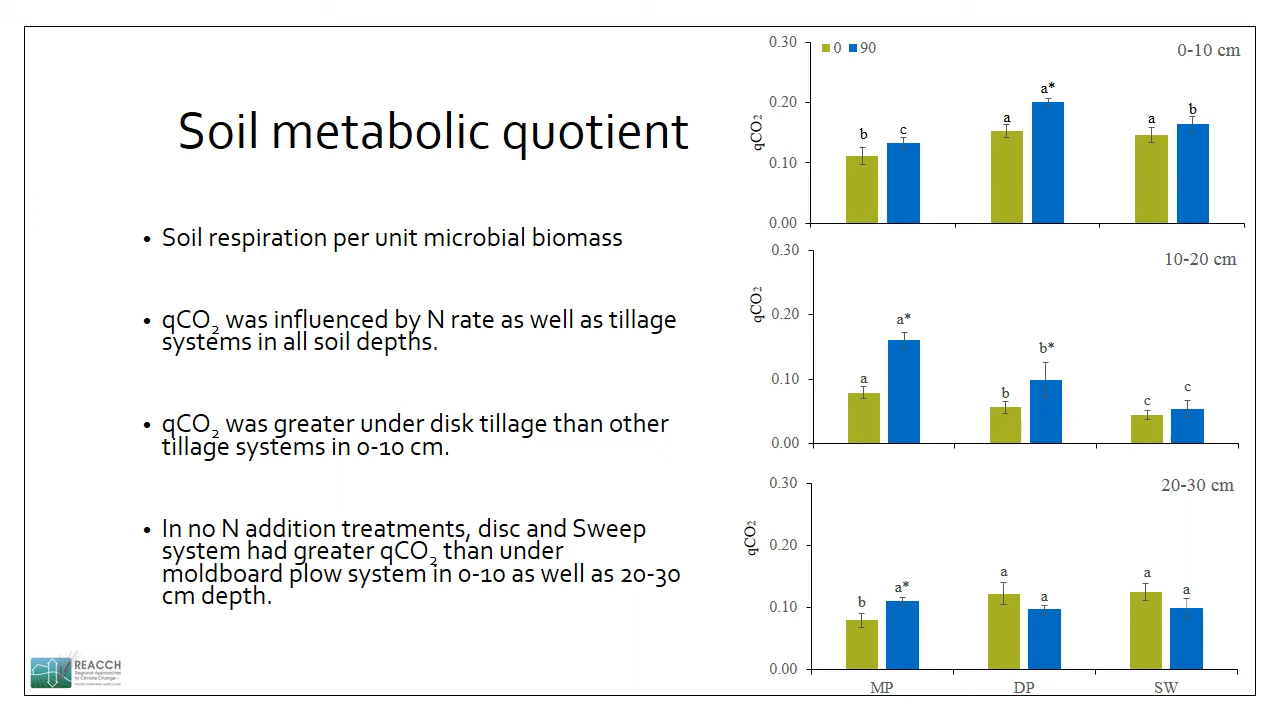 Soil metabolic quotient
• Soil respiration per unit microbial biomass
• qCO₂ was influenced by N rate as well as tillage
systems in all soil depths.
• qCO₂ was greater under disk tillage than other
tillage systems in 0-10 cm.
• In no N addition treatments, disc and Sweep
system had greater qCO₂ than under
moldboard plow system in 0-10 as well as 20-30
cm depth.
REACCH
Regional Approaches
to Climate Change –
0.30
0 90
0-10 cm
0.20
0.10
0.00
qCO₂
b c a a* a b
0.30
10-20 cm
0.20
0.10
0.00
qCO₂
a a* b b* c c
0.30
20-30 cm
0.20
0.10
0.00
qCO₂
b a* a a a a
MP DP SW